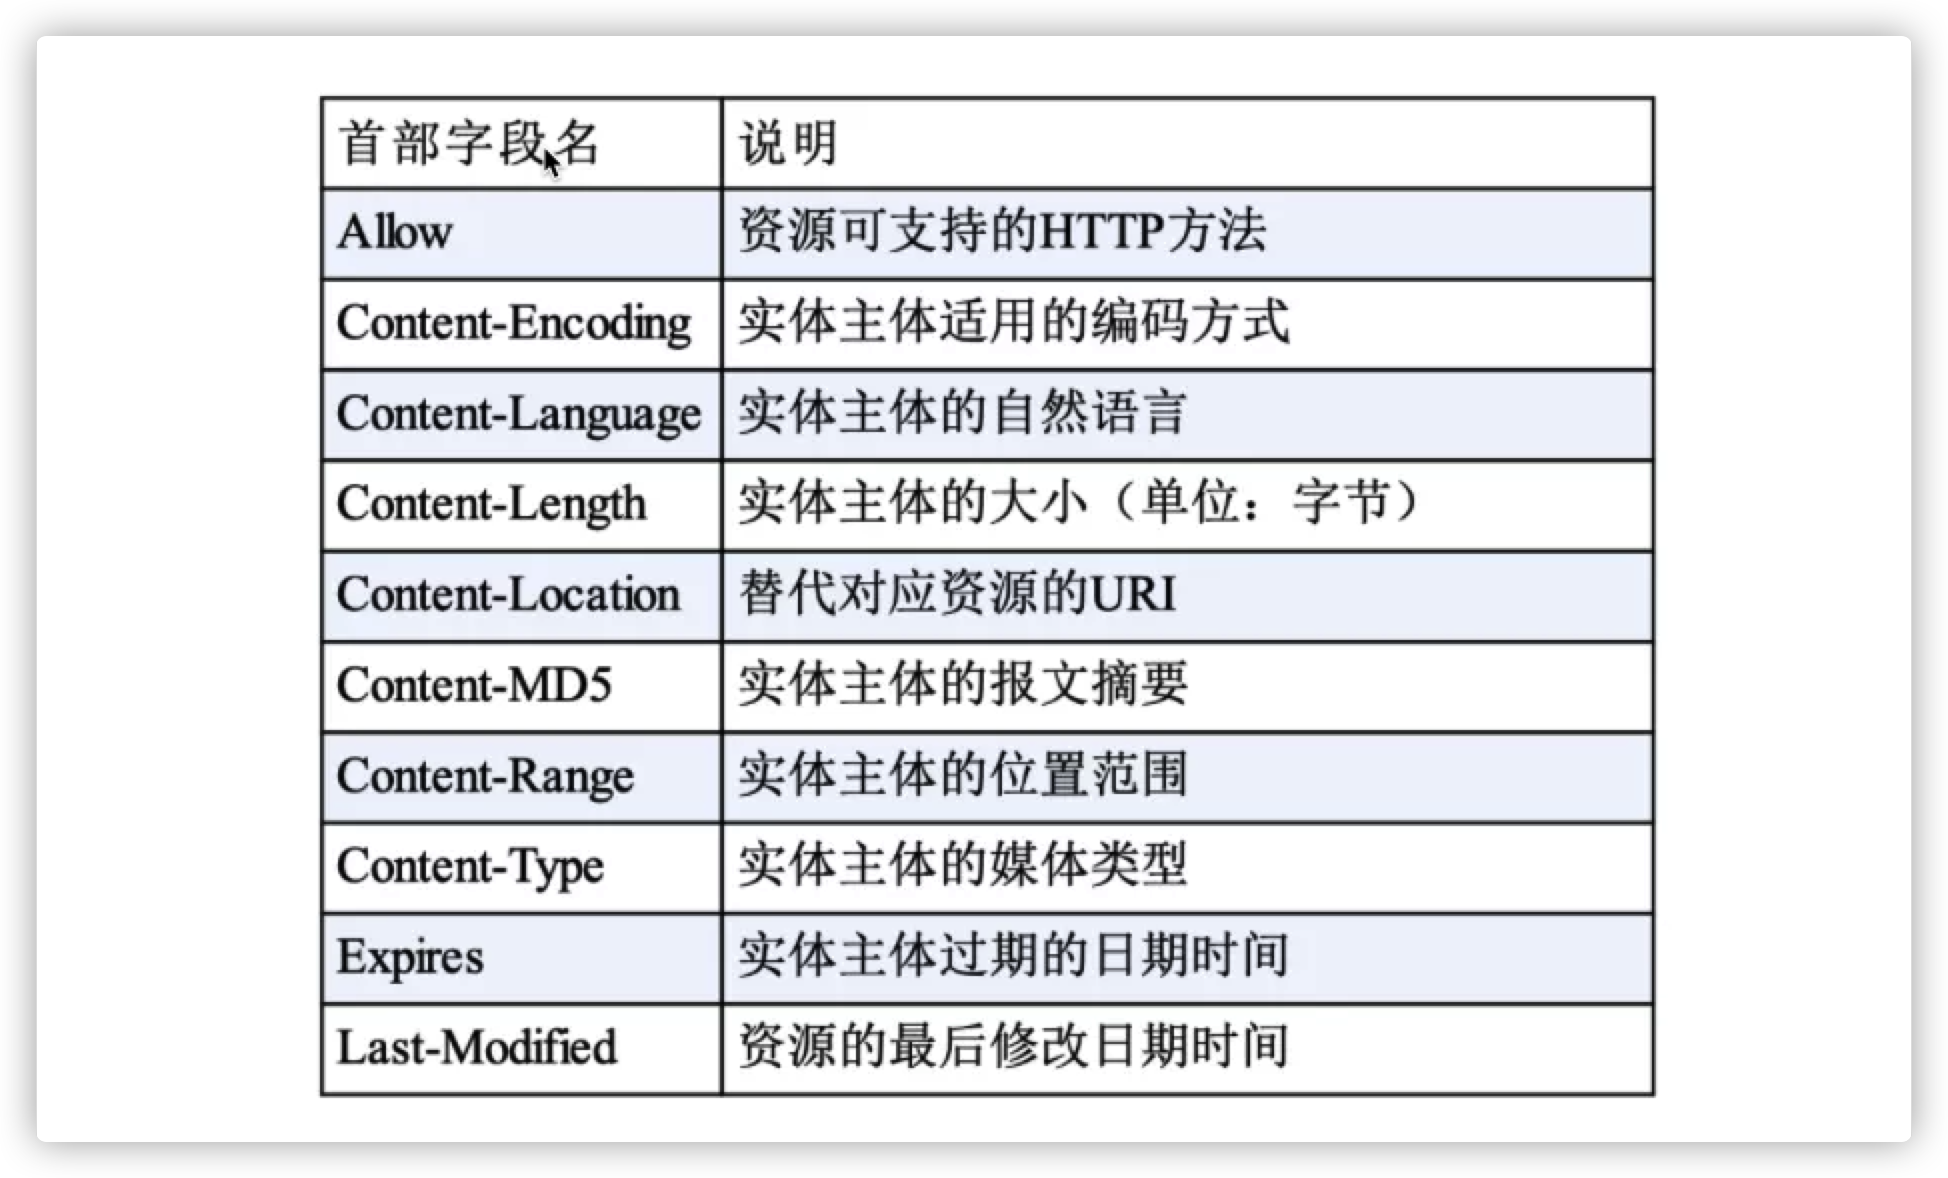 首部字段名 说明
Allow 资源可支持的HTTP方法
Content-Encoding 实体主体适用的编码方式
Content-Language 实体主体的自然语言
Content-Length 实体主体的大小（单位：字节）
Content-Location 替代对应资源的URI
Content-MD5 实体主体的报文摘要
Content-Range 实体主体的位置范围
Content-Type 实体主体的媒体类型
Expires 实体主体过期的日期时间
Last-Modified 资源的最后修改日期时间